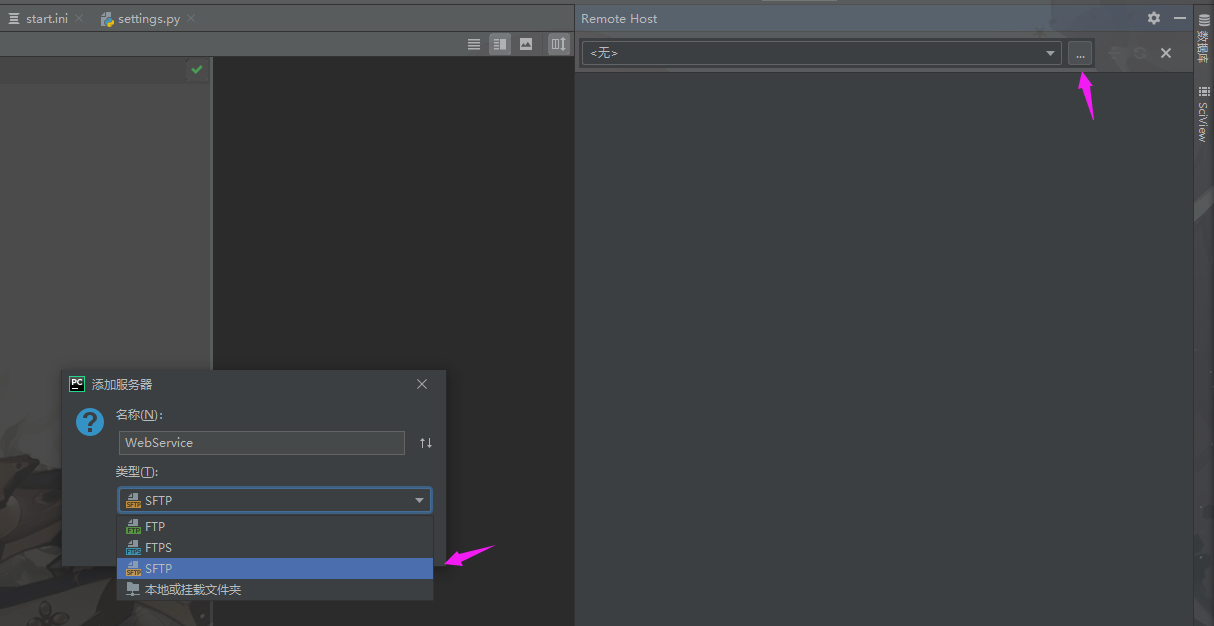 start.ini
settings.py
Remote Host
<无>
...
数据库
SciView
PC
添加服务器
?
名称(N):
WebService
类型(T):
SFTP SFTP
FTP FTP
FTPS FTPS
SFTP SFTP
本地或挂载文件夹